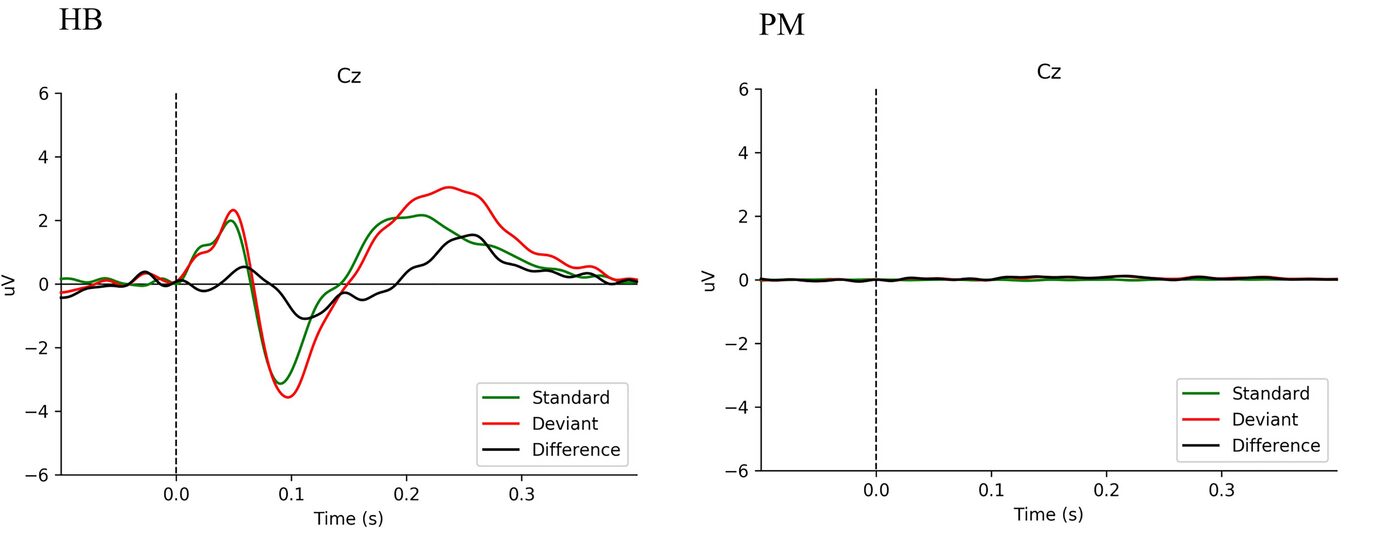 HB
Cz
6
4
2
0
−2
−4
−6
uV
0.0 0.1 0.2 0.3
Time (s)
Standard
Deviant
Difference
PM
Cz
6
4
2
0
−2
−4
−6
uV
0.0 0.1 0.2 0.3
Time (s)
Standard
Deviant
Difference